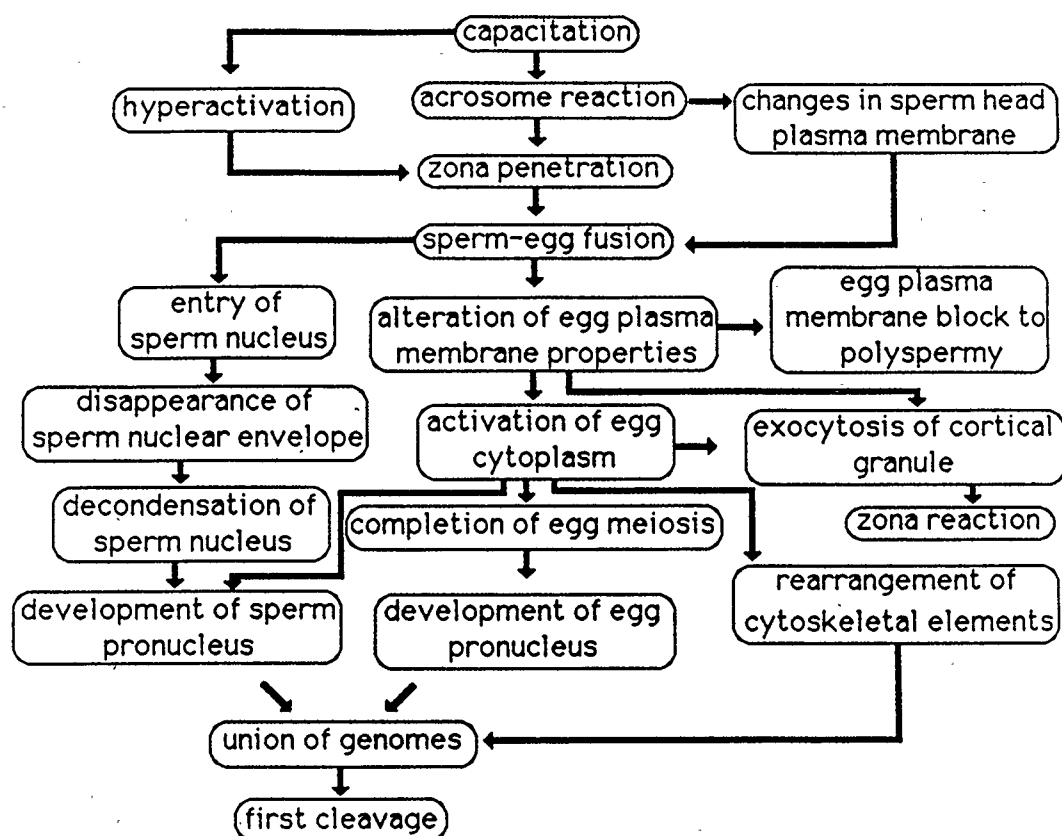 capacitation
hyperactivation
acrosome reaction
changes in sperm head
plasma membrane
zona penetration
sperm-egg fusion
entry of
sperm nucleus
alteration of egg plasma
membrane properties
egg plasma
membrane block to
polyspermy
disappearance of
sperm nuclear envelope
activation of egg
cytoplasm
exocytosis of cortical
granule
decondensation of
sperm nucleus
completion of egg meiosis
zona reaction
development of sperm
pronucleus
development of egg
pronucleus
rearrangement of
cytoskeletal elements
union of genomes
first cleavage